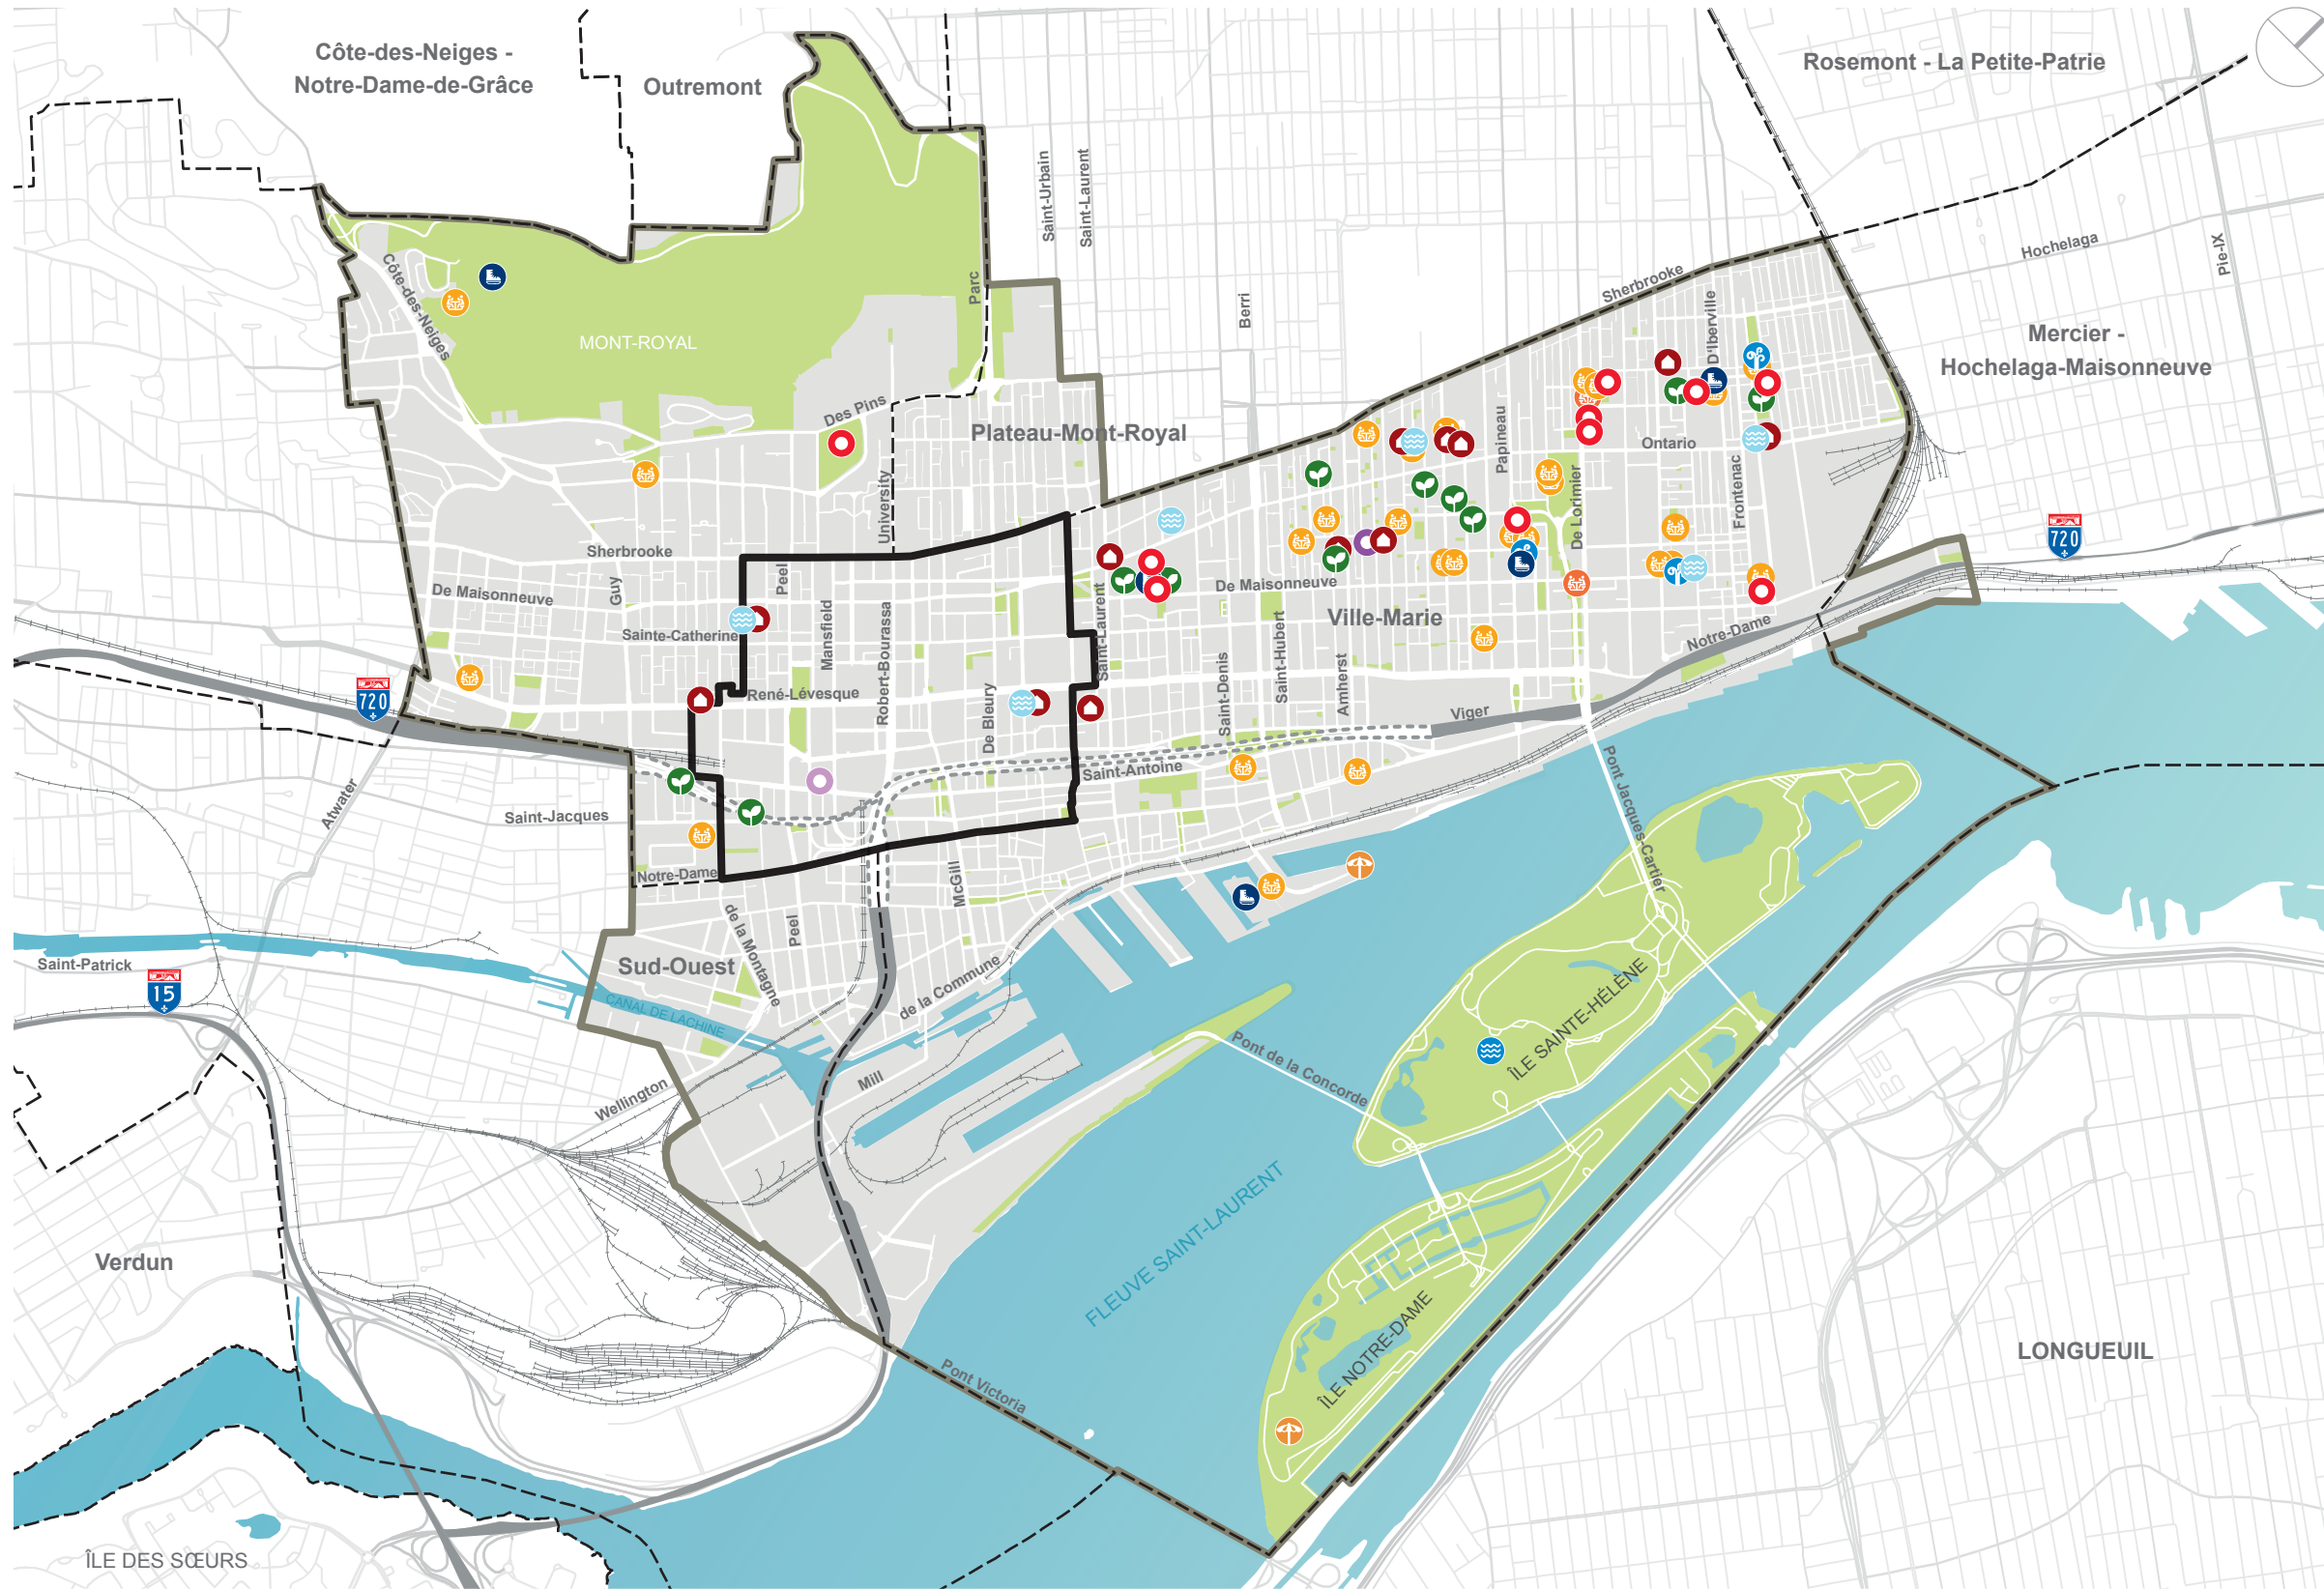 Côte-des-Neiges -
Notre-Dame-de-Grâce
Outremont
Rosemont - La Petite-Patrie
Saint-Urbain
Saint-Laurent
Côte-des-Neiges
Parc
Berri
Sherbrooke
D'Iberville
Hochelaga
Pie-IX
MONT-ROYAL
Mercier -
Hochelaga-Maisonneuve
Des Pins
Plateau-Mont-Royal
Papineau
Ontario
University
De Lorimier
Frontenac
720
Sherbrooke
Peel
Guy
De Maisonneuve
De Maisonneuve
Sainte-Catherine
Mansfield
Robert-Bourassa
Saint-Laurent
Ville-Marie
Notre-Dame
Saint-Denis
Saint-Hubert
Amherst
720
René-Lévesque
De Bleury
Viger
Saint-Antoine
Pont Jacques-Cartier
Atwater
Saint-Jacques
Notre-Dame
McGill
de la Montagne
Peel
Saint-Patrick
15
Sud-Ouest
CANAL DE LACHINE
de la Commune
ÎLE SAINTE-HÉLÈNE
Pont de la Concorde
Mill
Wellington
Verdun
FLEUVE SAINT-LAURENT
ÎLE NOTRE-DAME
LONGUEUIL
Pont Victoria
ÎLE DES SŒURS